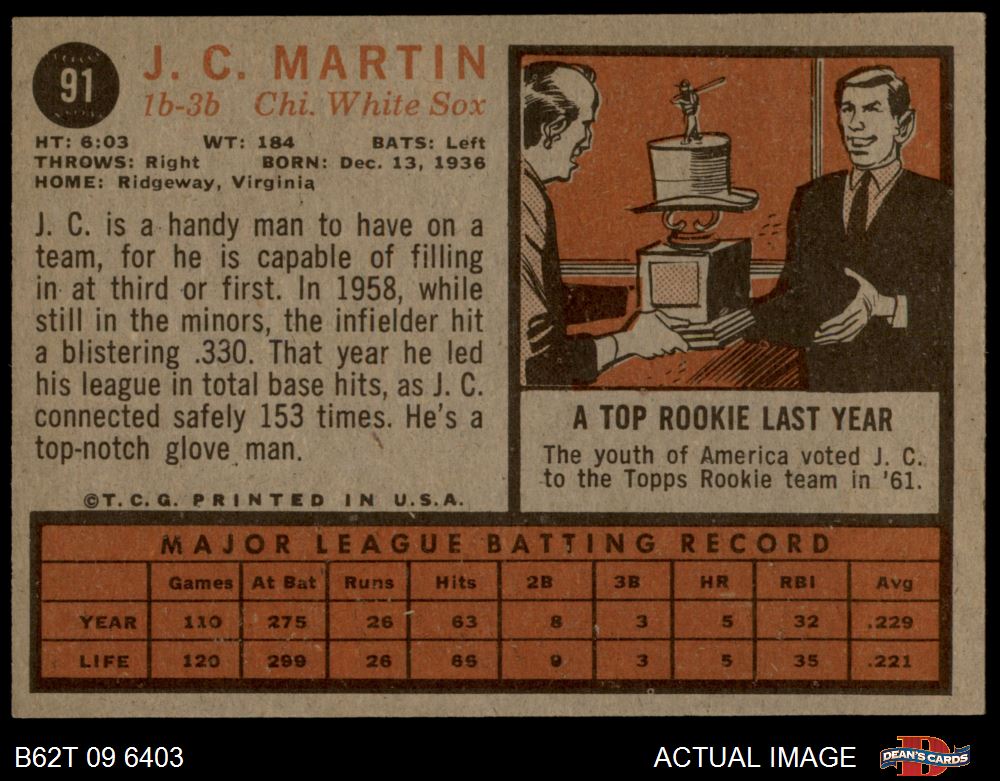 91
J. C. MARTIN
1b-3b Chi. White Sox
HT: 6:03 WT: 184 BATS: Left
THROWS: Right BORN: Dec. 13, 1936
HOME: Ridgeway, Virginia
J. C. is a handy man to have on a
team, for he is capable of filling
in at third or first. In 1958, while
still in the minors, the infielder hit
a blistering .330. That year he led
his league in total base hits, as J. C.
connected safely 153 times. He's a
top-notch glove man.
©T.C.G. PRINTED IN U.S.A.
A TOP ROOKIE LAST YEAR
The youth of America voted J. C.
to the Topps Rookie team in '61.
MAJOR LEAGUE BATTING RECORD
Games At Bat Runs Hits 2B 3B HR RBI Avg
YEAR 110 275 26 63 8 3 5 32 .229
LIFE 120 299 26 66 9 3 5 35 .221
B62T 09 6403 ACTUAL IMAGE DEAN'S CARDS